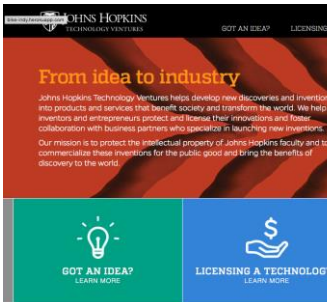 JOHNS HOPKINS
TECHNOLOGY VENTURES
GOT AN IDEA? LICENSING
From idea to industry
Johns Hopkins Technology Ventures helps develop new discoveries and invention
into products and services that benefit society and transform the world. We help
inventors and entrepreneurs protect and license their innovations and foster
collaboration with business partners who specialize in launching new inventions.
Our mission is to protect the intellectual property of Johns Hopkins faculty and to
commercialize these inventions for the public good and bring the benefits of
discovery to the world.
$
GOT AN IDEA? LICENSING A TECHNOLOG
LEARN MORE LEARN MORE